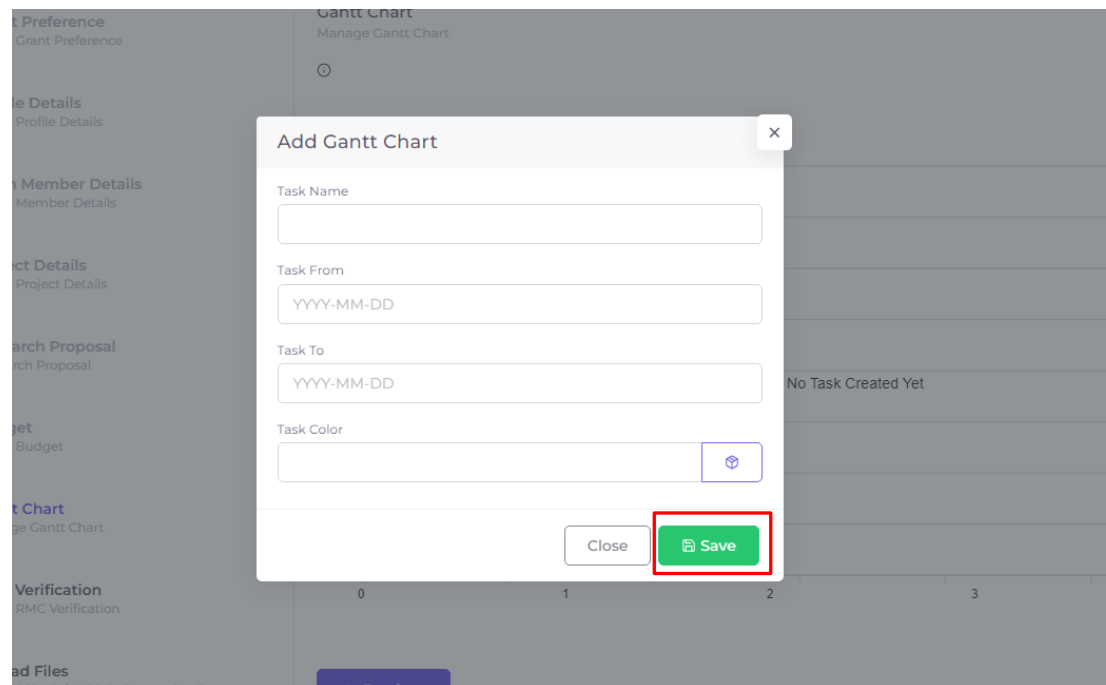 t Preference
Grant Preference
le Details
Profile Details
Member Details
Member Details
ct Details
Project Details
arch Proposal
rch Proposal
get
Budget
t Chart
ge Gantt Chart
Verification
RMC Verification
ad Files
Gantt Chart
Manage Gantt Chart
Add Gantt Chart
×
Task Name
Task From
YYYY-MM-DD
Task To
YYYY-MM-DD
Task Color
Close
Save
No Task Created Yet
0 1 2 3